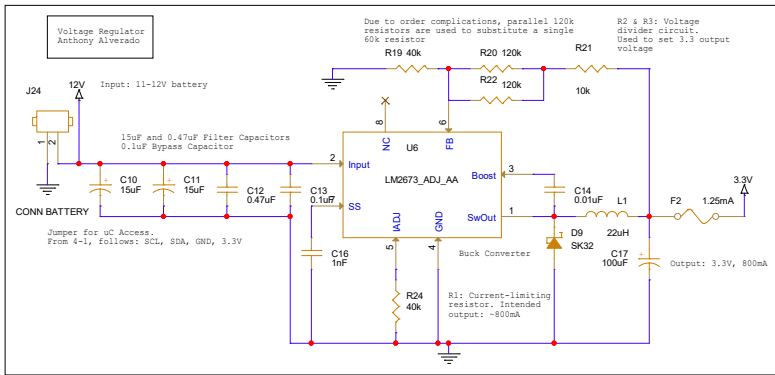 Voltage Regulator
Anthony Alverado
Due to order complications, parallel 120k
resistors are used to substitute a single
60k resistor
R2 & R3: Voltage
divider circuit.
Used to set 3.3 output
voltage
R19 40k
R20 120k
R21
10k
R22
120k
J24
12V
Input: 11-12V battery
1
2
CONN BATTERY
15uF and 0.47uF Filter Capacitors
0.1uF Bypass Capacitor
C10
15uF
C11
15uF
C12
0.47uF
C13
0.1uF
Jumper for uC Access.
From 4-1, follows: SCL, SDA, GND, 3.3V
C16
1nF
U6
LM2673_ADJ_AA
8
NC
6
FB
2
Input
7
SS
3
Boost
1
SwOut
5
IADJ
4
GND
R24
40k
R1: Current-limiting
resistor. Intended
output: ~800mA
Buck Converter
C14
0.01uF
D9
SK32
L1
22uH
C17
100uF
F2
1.25mA
3.3V
Output: 3.3V, 800mA